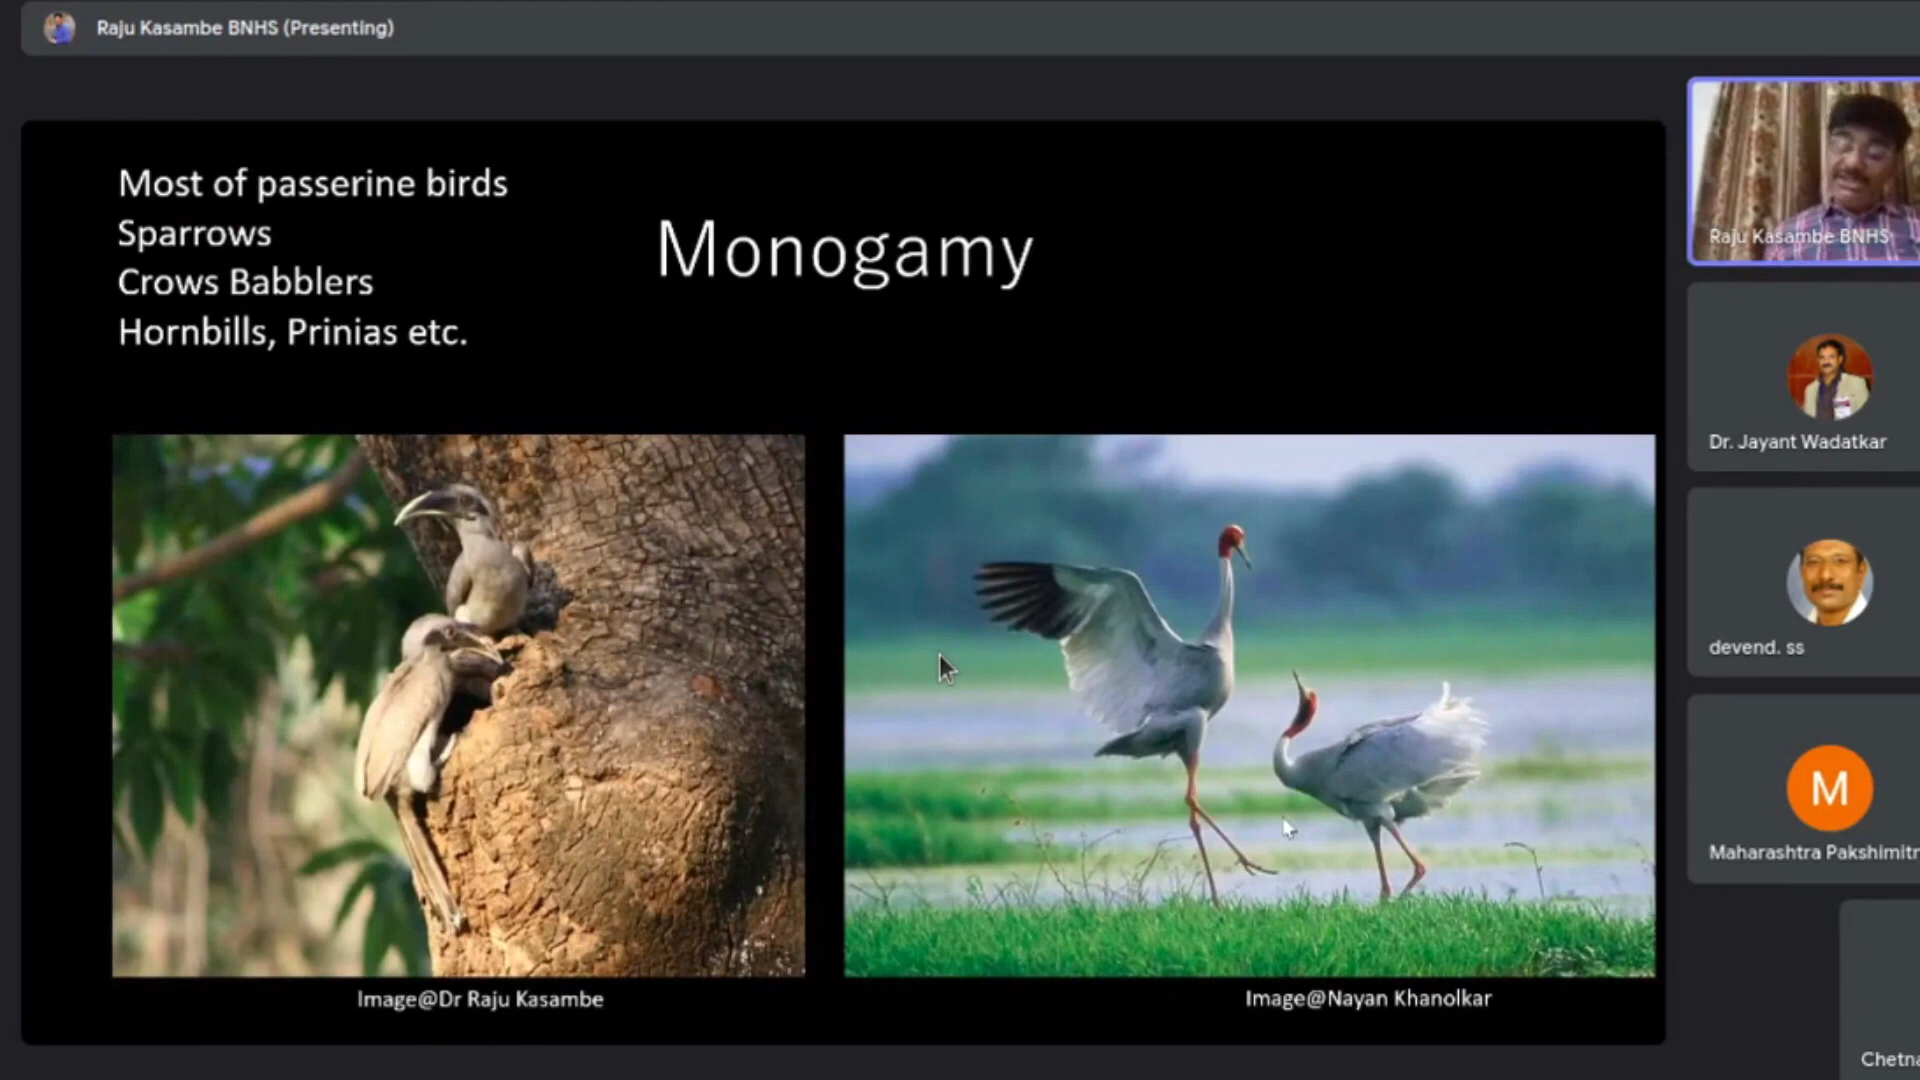 Raju Kasambe BNHS (Presenting)
Most of passerine birds
Sparrows
Crows Babblers
Hornbills, Prinias etc.
Monogamy
Image@Dr Raju Kasambe
Image@Nayan Khanolkar
Raju Kasambe BNHS
Dr. Jayant Wadatkar
devend. ss
M
Maharashtra Pakshimitr
Chetna